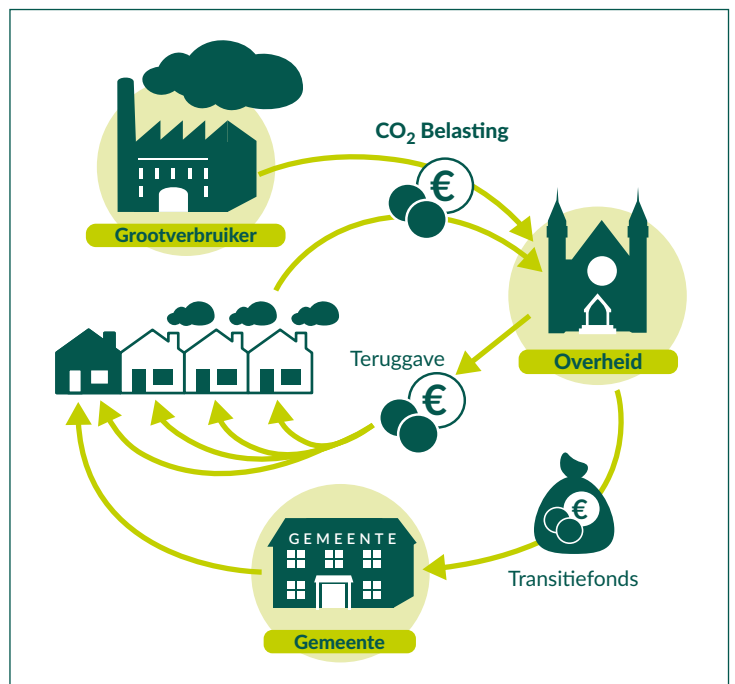 CO₂ Belasting
€
Grootverbruiker
Overheid
Teruggave
€
GEMEENTE
€
Transitiefonds
Gemeente